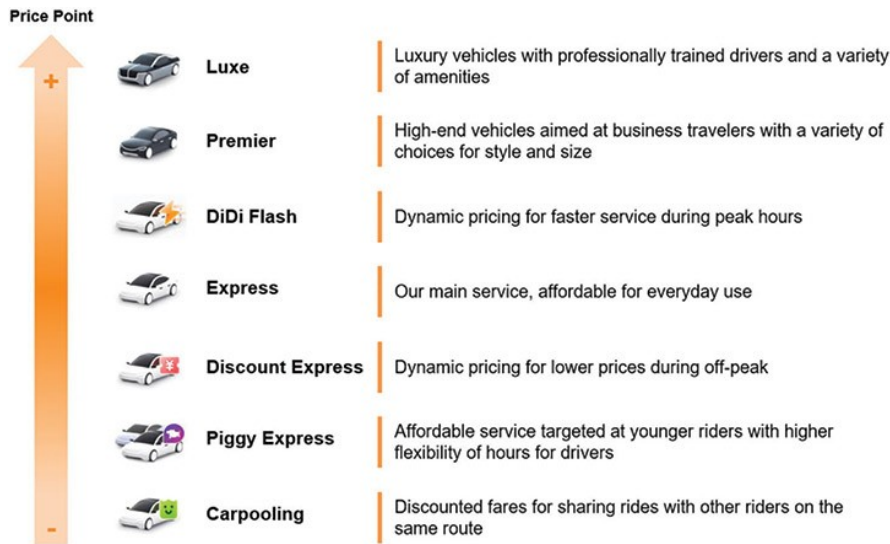 Price Point
+
Luxe
Luxury vehicles with professionally trained drivers and a variety
of amenities
Premier
High-end vehicles aimed at business travelers with a variety of
choices for style and size
DiDi Flash
Dynamic pricing for faster service during peak hours
Express
Our main service, affordable for everyday use
¥
Discount Express
Dynamic pricing for lower prices during off-peak
Piggy Express
Affordable service targeted at younger riders with higher
flexibility of hours for drivers
Carpooling
Discounted fares for sharing rides with other riders on the
same route
-